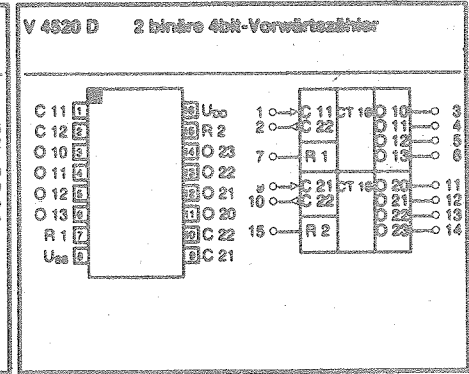 V 4520 D 2 binäre 4bit-Vorwärtszähler
C 11 1
C 12 2
O 10 3
O 11 4
O 12 5
O 13 6
R 1 7
U_SS 8
16 U_DD
15 R 2
14 O 23
13 O 22
12 O 21
11 O 20
10 C 22
9 C 21
1 C 11 CT 16 O 10 3
2 C 22 O 11 4
O 12 5
7 R 1 O 13 6
9 C 21 CT 16 O 20 11
10 C 22 O 21 12
O 22 13
15 R 2 O 23 14